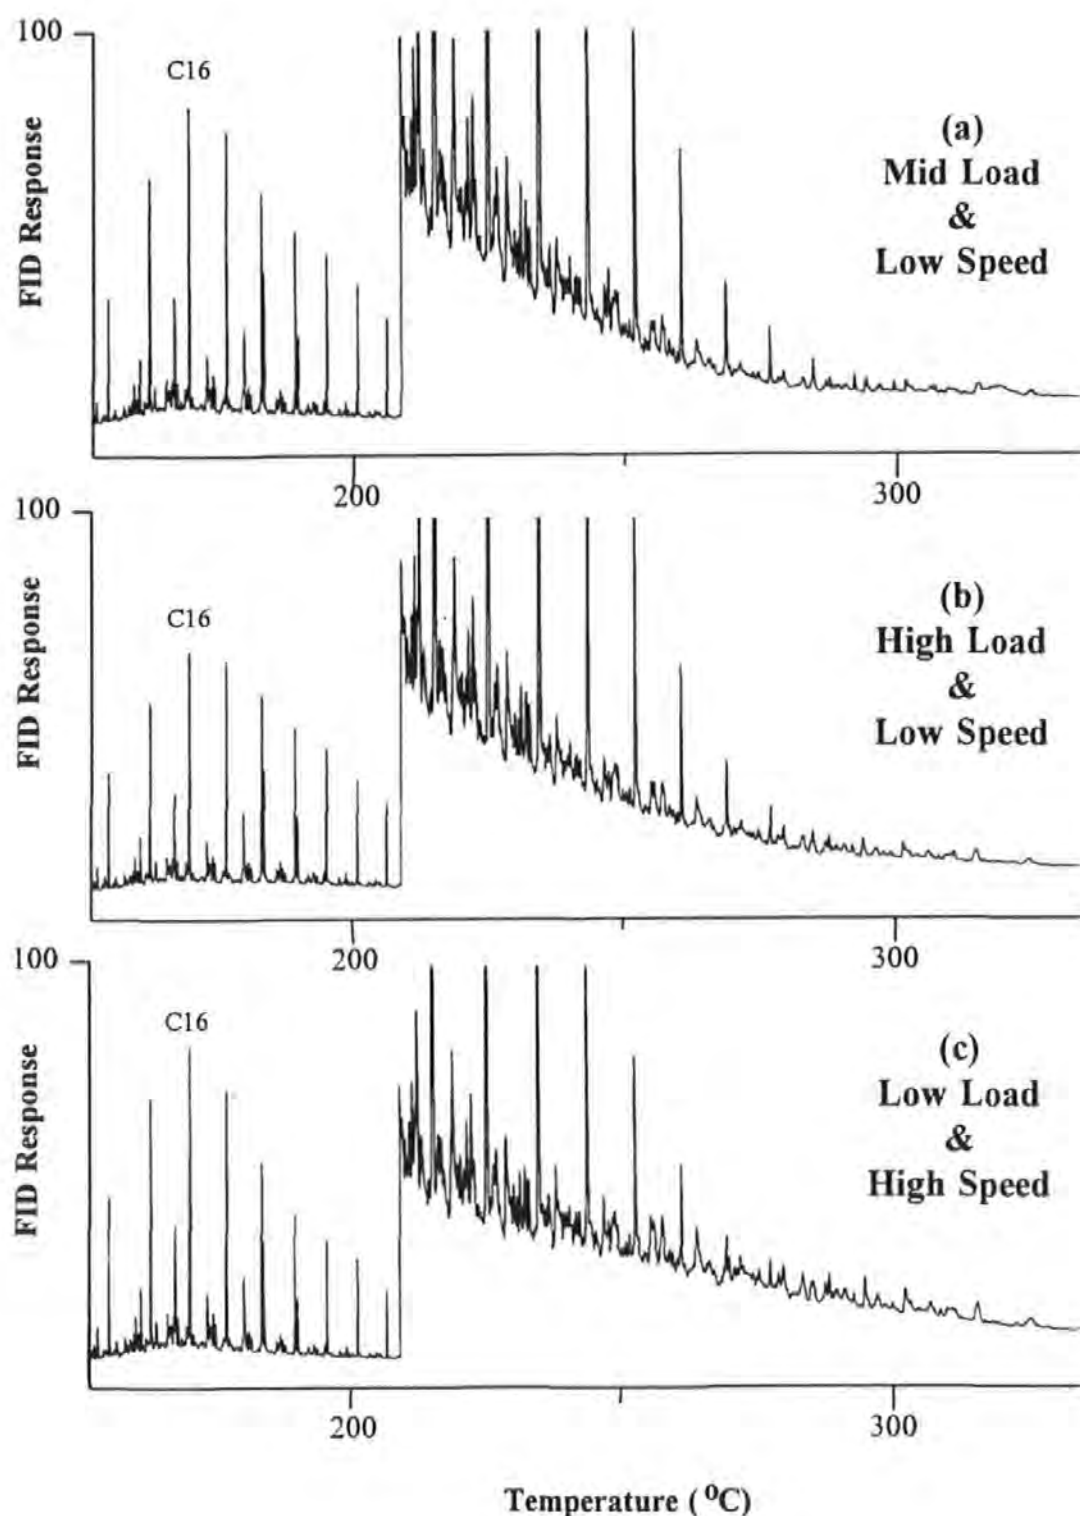 100
C16
FID Response
(a)
Mid Load
&
Low Speed
200
300
100
C16
FID Response
(b)
High Load
&
Low Speed
200
300
100
C16
FID Response
(c)
Low Load
&
High Speed
200
300
Temperature (°C)